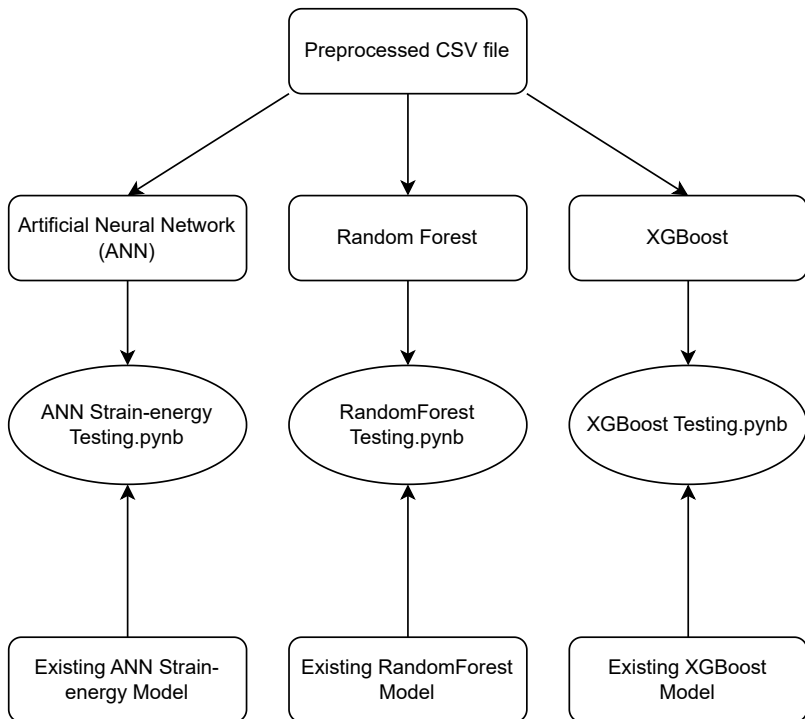 Preprocessed CSV file
Artificial Neural Network
(ANN)
Random Forest
XGBoost
ANN Strain-energy
Testing.pynb
RandomForest
Testing.pynb
XGBoost Testing.pynb
Existing ANN Strain-
energy Model
Existing RandomForest
Model
Existing XGBoost
Model